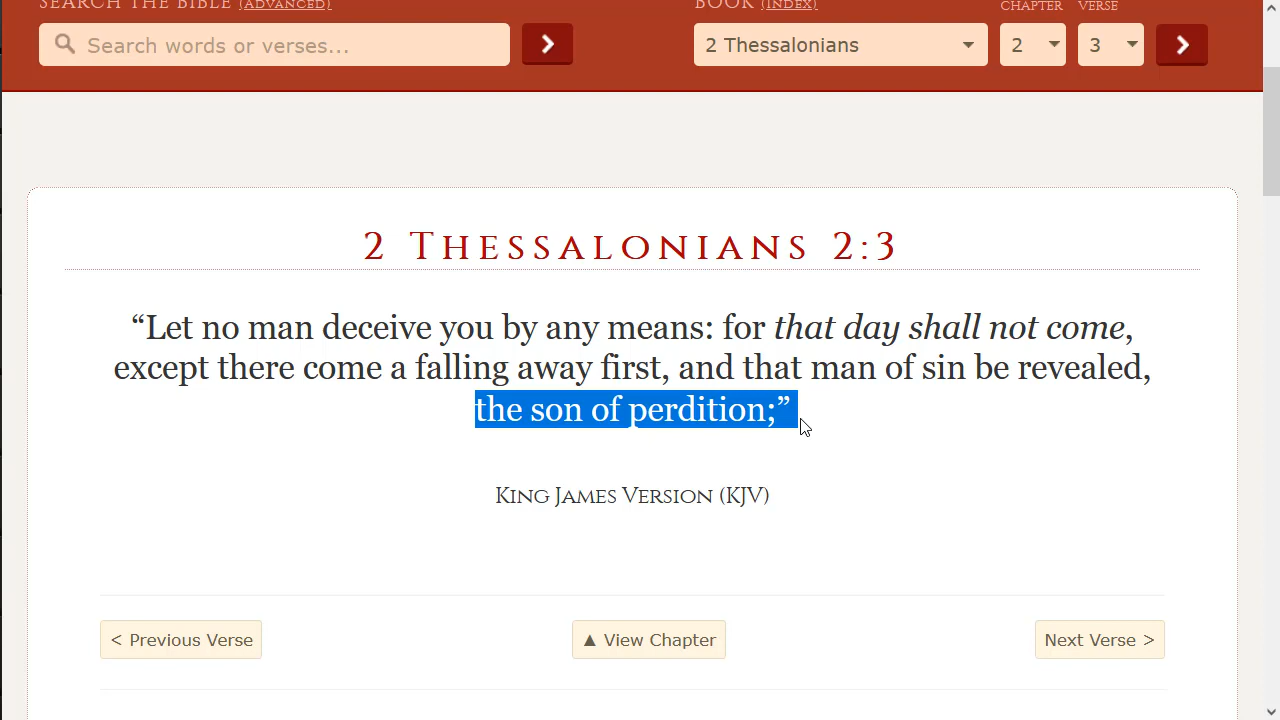 SEARCH THE BIBLE (ADVANCED)
BOOK (INDEX)
CHAPTER VERSE
Search words or verses...
2 Thessalonians
2
3
2 THESSALONIANS 2:3
“Let no man deceive you by any means: for that day shall not come,
except there come a falling away first, and that man of sin be revealed,
the son of perdition;”
KING JAMES VERSION (KJV)
< Previous Verse
▲ View Chapter
Next Verse >